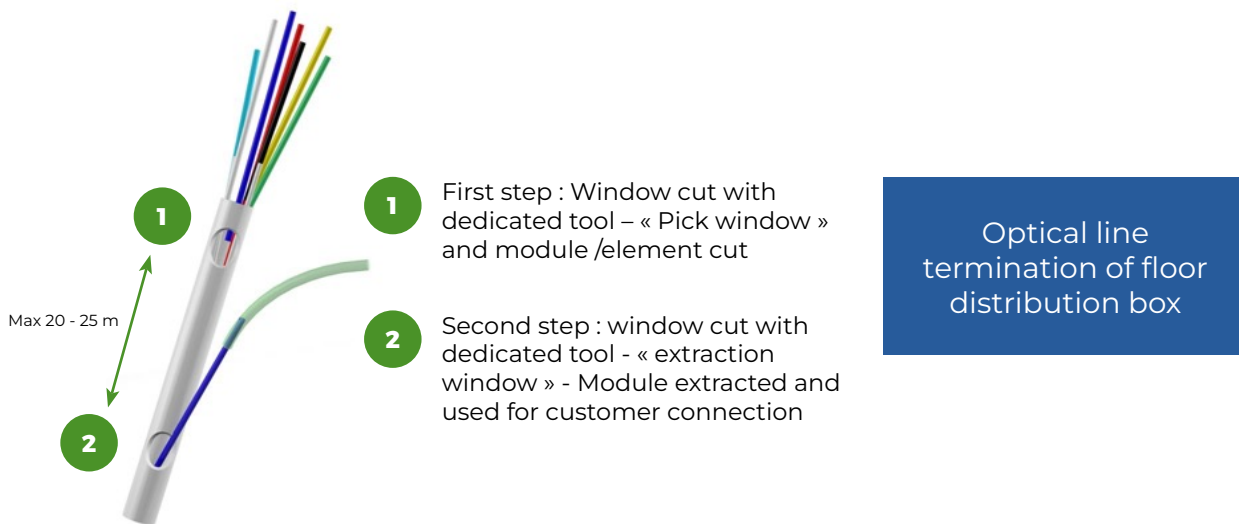 1
Max 20 - 25 m
2
1
First step : Window cut with
dedicated tool – « Pick window »
and module /element cut
2
Second step : window cut with
dedicated tool - « extraction
window » - Module extracted and
used for customer connection
Optical line
termination of floor
distribution box